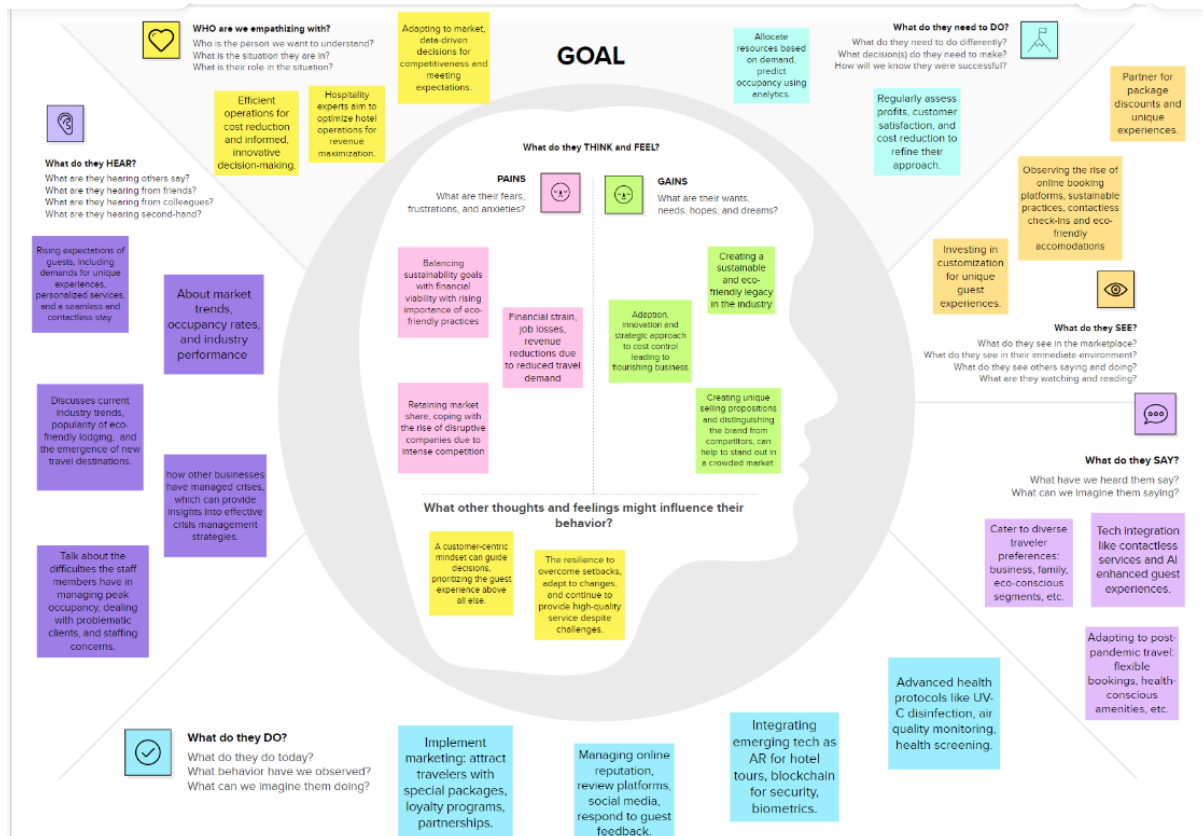 WHO are we empathizing with?
Who is the person we want to understand?
What is the situation they are in?
What is their role in the situation?
Adapting to market,
data-driven
decisions for
competitiveness and
meeting
expectations.
Efficient
operations for
cost reduction
and informed,
innovative
decision-making.
Hospitality
experts aim to
optimize hotel
operations for
revenue
maximization.
GOAL
What do they need to DO?
What do they need to do differently?
What decision(s) do they need to make?
How will we know they were successful?
Allocate
resources based
on demand,
predict
occupancy using
analytics.
Regularly assess
profits, customer
satisfaction, and
cost reduction to
refine their
approach.
Partner for
package
discounts and
unique
experiences.
Observing the rise of
online booking
platforms, sustainable
practices, contactless
check-Ins and eco-
friendly
accomodations
Investing in
customization
for unique
guest
experiences.
What do they SEE?
What do they see in the marketplace?
What do they see in their immediate environment?
What do they see others saying and doing?
What are they watching and reading?
What do they HEAR?
What are they hearing others say?
What are they hearing from friends?
What are they hearing from colleagues?
What are they hearing second-hand?
Rising expectations of
guests, including
demands for unique
experiences,
personalized services,
and a seamless and
contactless stay.
About market
trends,
occupancy rates,
and industry
performance
Discusses current
industry trends,
popularity of eco-
friendly lodging, and
the emergence of new
travel destinations.
how other businesses
have managed crises,
which can provide
insights into effective
crisis management
strategies.
Talk about the
difficulties the staff
members have in
managing peak
occupancy, dealing
with problematic
clients, and staffing
concerns.
What do they THINK and FEEL?
PAINS
What are their fears,
frustrations, and anxieties?
Balancing
sustainability goals
with financial
viability with rising
importance of eco-
friendly practices
Financial strain,
job losses,
revenue
reductions due
to reduced travel
demand
Retaining market
share, coping with
the rise of disruptive
companies due to
intense competition
GAINS
What are their wants,
needs, hopes, and dreams?
Creating a
sustainable
and eco-
friendly legacy
in the industry
Adaption,
innovation and
strategic approach
to cost control
leading to
flourishing business
Creating unique
selling propositions
and distinguishing
the brand from
competitors, can
help to stand out in
a crowded market
What other thoughts and feelings might influence their
behavior?
A customer-centric
mindset can guide
decisions,
prioritizing the guest
experience above
all else.
The resilience to
overcome setbacks,
adapt to changes,
and continue to
provide high-quality
service despite
challenges.
What do they SAY?
What have we heard them say?
What can we imagine them saying?
Cater to diverse
traveler
preferences:
business, family,
eco-conscious
segments, etc.
Tech integration
like contactless
services and AI
enhanced guest
experiences.
Adapting to post-
pandemic travel:
flexible
bookings, health-
conscious
amenities, etc.
What do they DO?
What do they do today?
What behavior have we observed?
What can we imagine them doing?
Implement
marketing: attract
travelers with
special packages,
loyalty programs,
partnerships.
Managing online
reputation,
review platforms,
social media,
respond to guest
feedback.
Integrating
emerging tech as
AR for hotel
tours, blockchain
for security,
biometrics.
Advanced health
protocols like UV-
C disinfection, air
quality monitoring,
health screening.